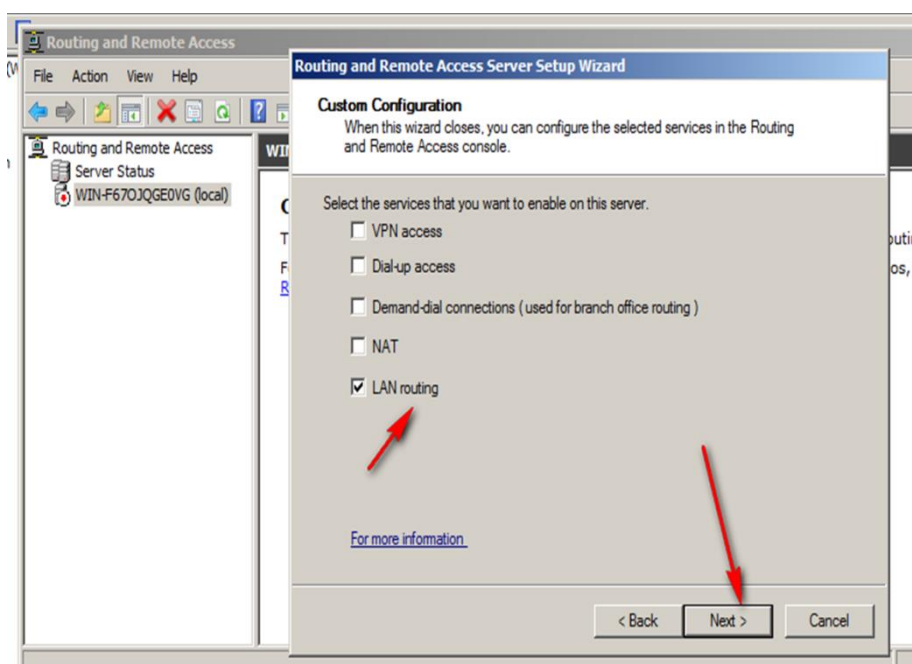 Routing and Remote Access
File Action View Help
Routing and Remote Access
Server Status
WIN-F67OJQGE0VG (local)
Routing and Remote Access Server Setup Wizard
Custom Configuration
When this wizard closes, you can configure the selected services in the Routing
and Remote Access console.
Select the services that you want to enable on this server.
VPN access
Dial-up access
Demand-dial connections ( used for branch office routing )
NAT
LAN routing
For more information
< Back Next > Cancel